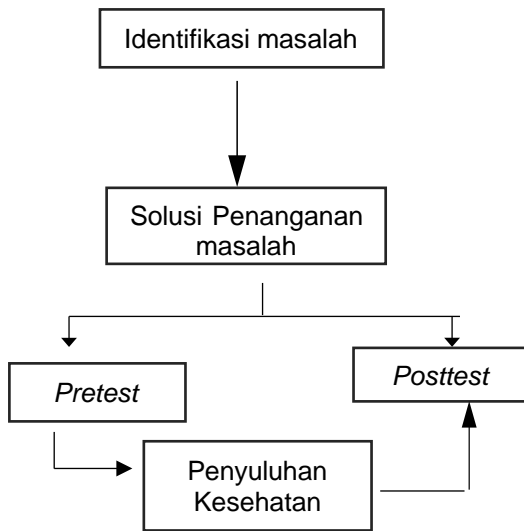 Identifikasi masalah
Solusi Penanganan
masalah
Pretest
Posttest
Penyuluhan
Kesehatan